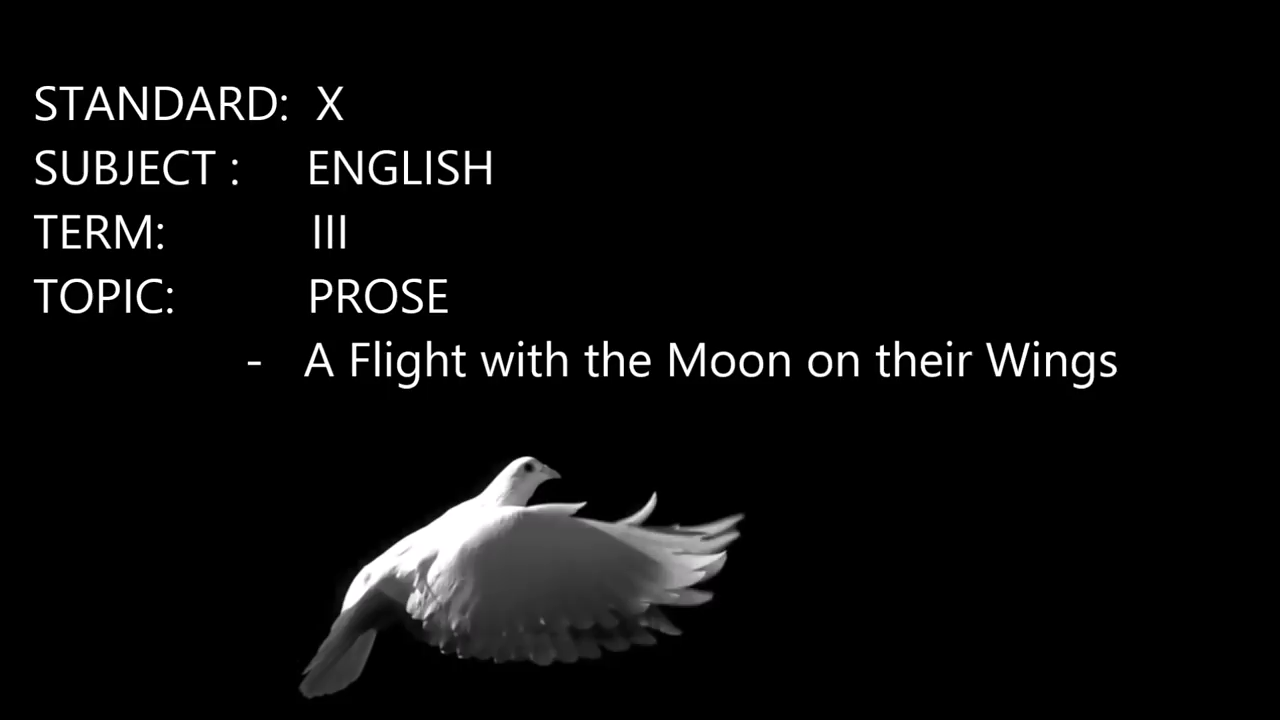 STANDARD: X
SUBJECT : ENGLISH
TERM: III
TOPIC: PROSE
- A Flight with the Moon on their Wings